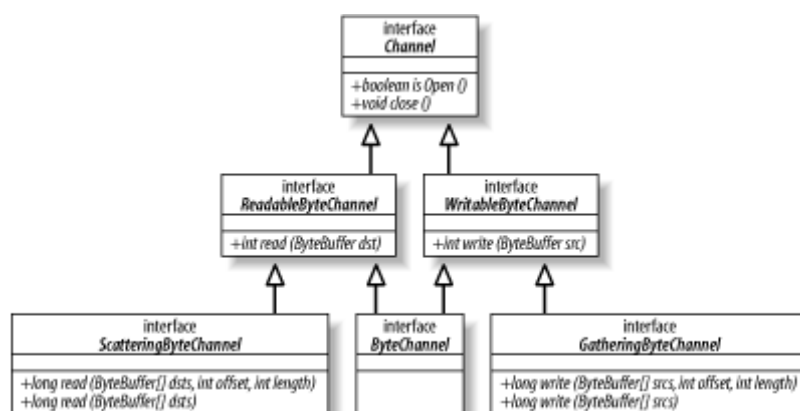 interface
Channel
+boolean is Open ()
+void close ()
interface
ReadableByteChannel
+int read (ByteBuffer dst)
interface
WritableByteChannel
+int write (ByteBuffer src)
interface
ScatteringByteChannel
+long read (ByteBuffer[] dsts, int offset, int length)
+long read (ByteBuffer[] dsts)
interface
ByteChannel
interface
GatheringByteChannel
+long write (ByteBuffer[] srcs, int offset, int length)
+long write (ByteBuffer[] srcs)